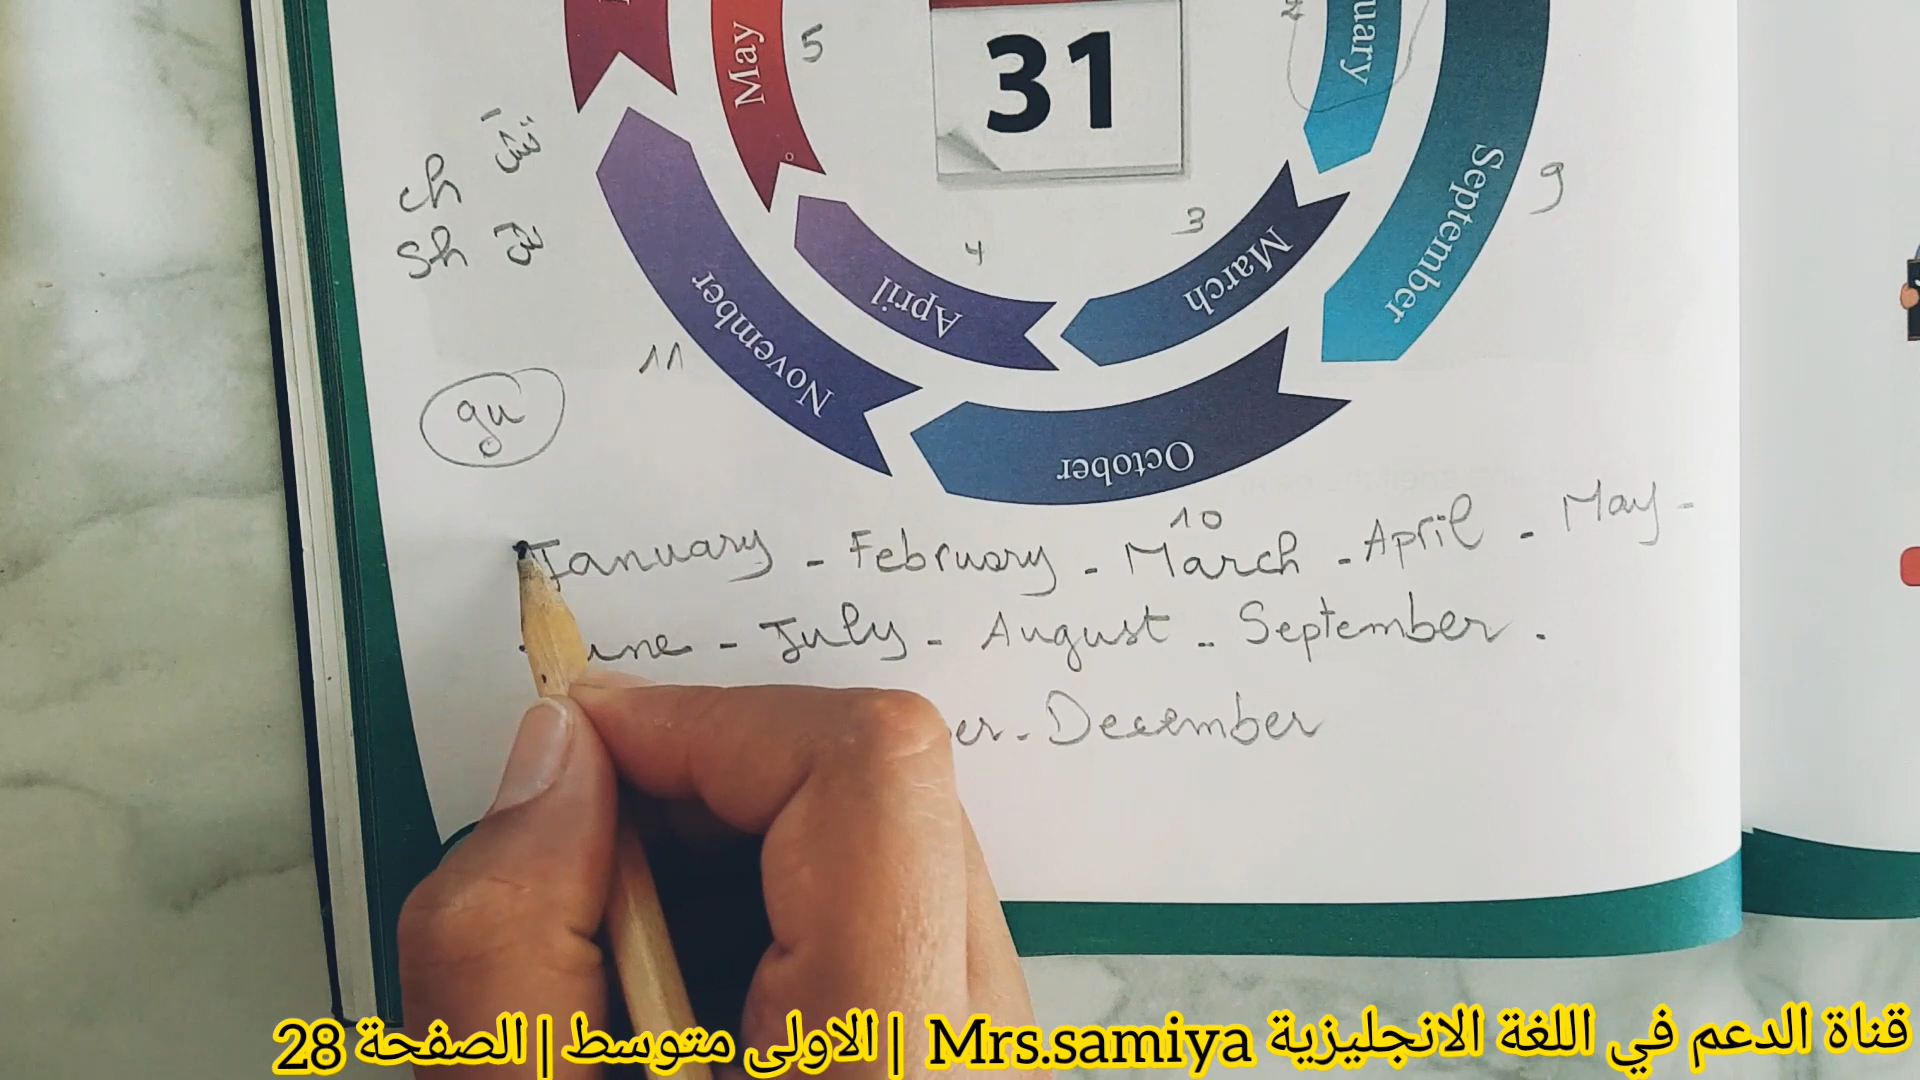 May
5
31
uary
September
9
ch تش
sh ش
April
4
March
3
November
11
October
10
gu
January - February - March - April - May -
une - July - August - September -
er - December
قناة الدعم في اللغة الانجليزية Mrs.samiya | الاولى متوسط | الصفحة 28